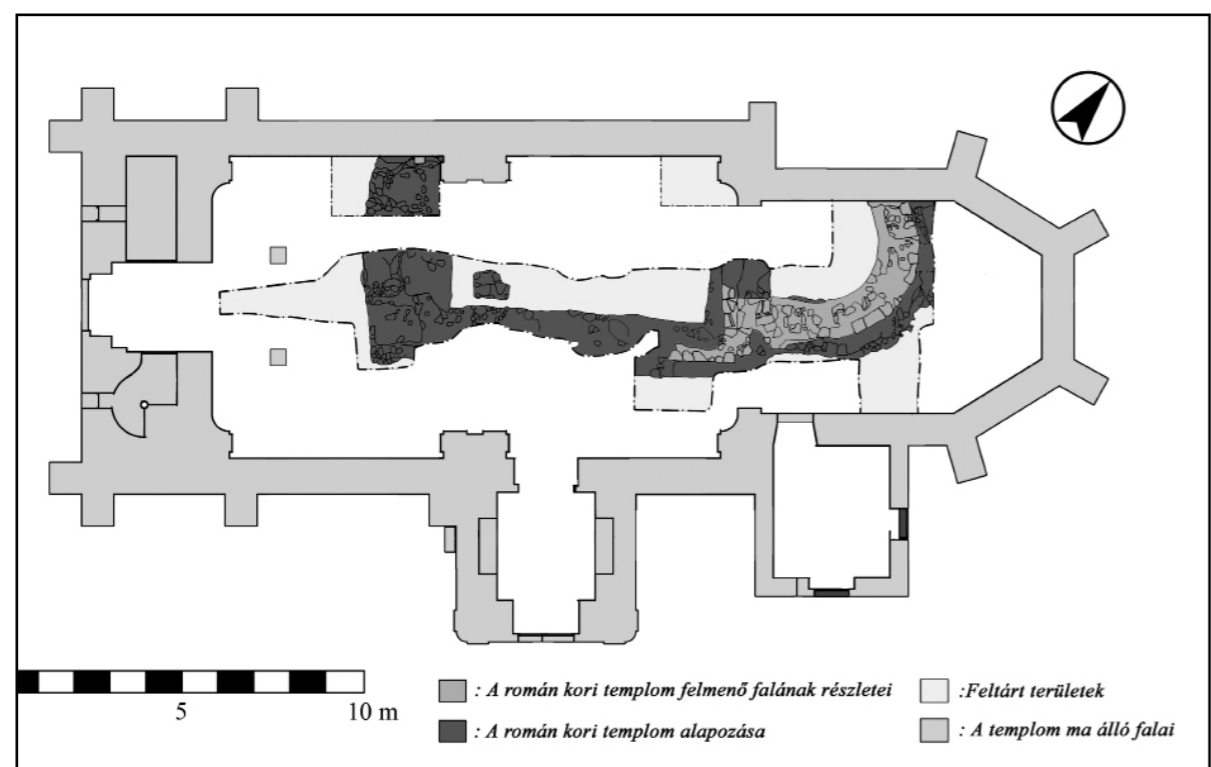 5
10 m
: A román kori templom felmenő falának részletei
: A román kori templom alapozása
:Feltárt területek
: A templom ma álló falai